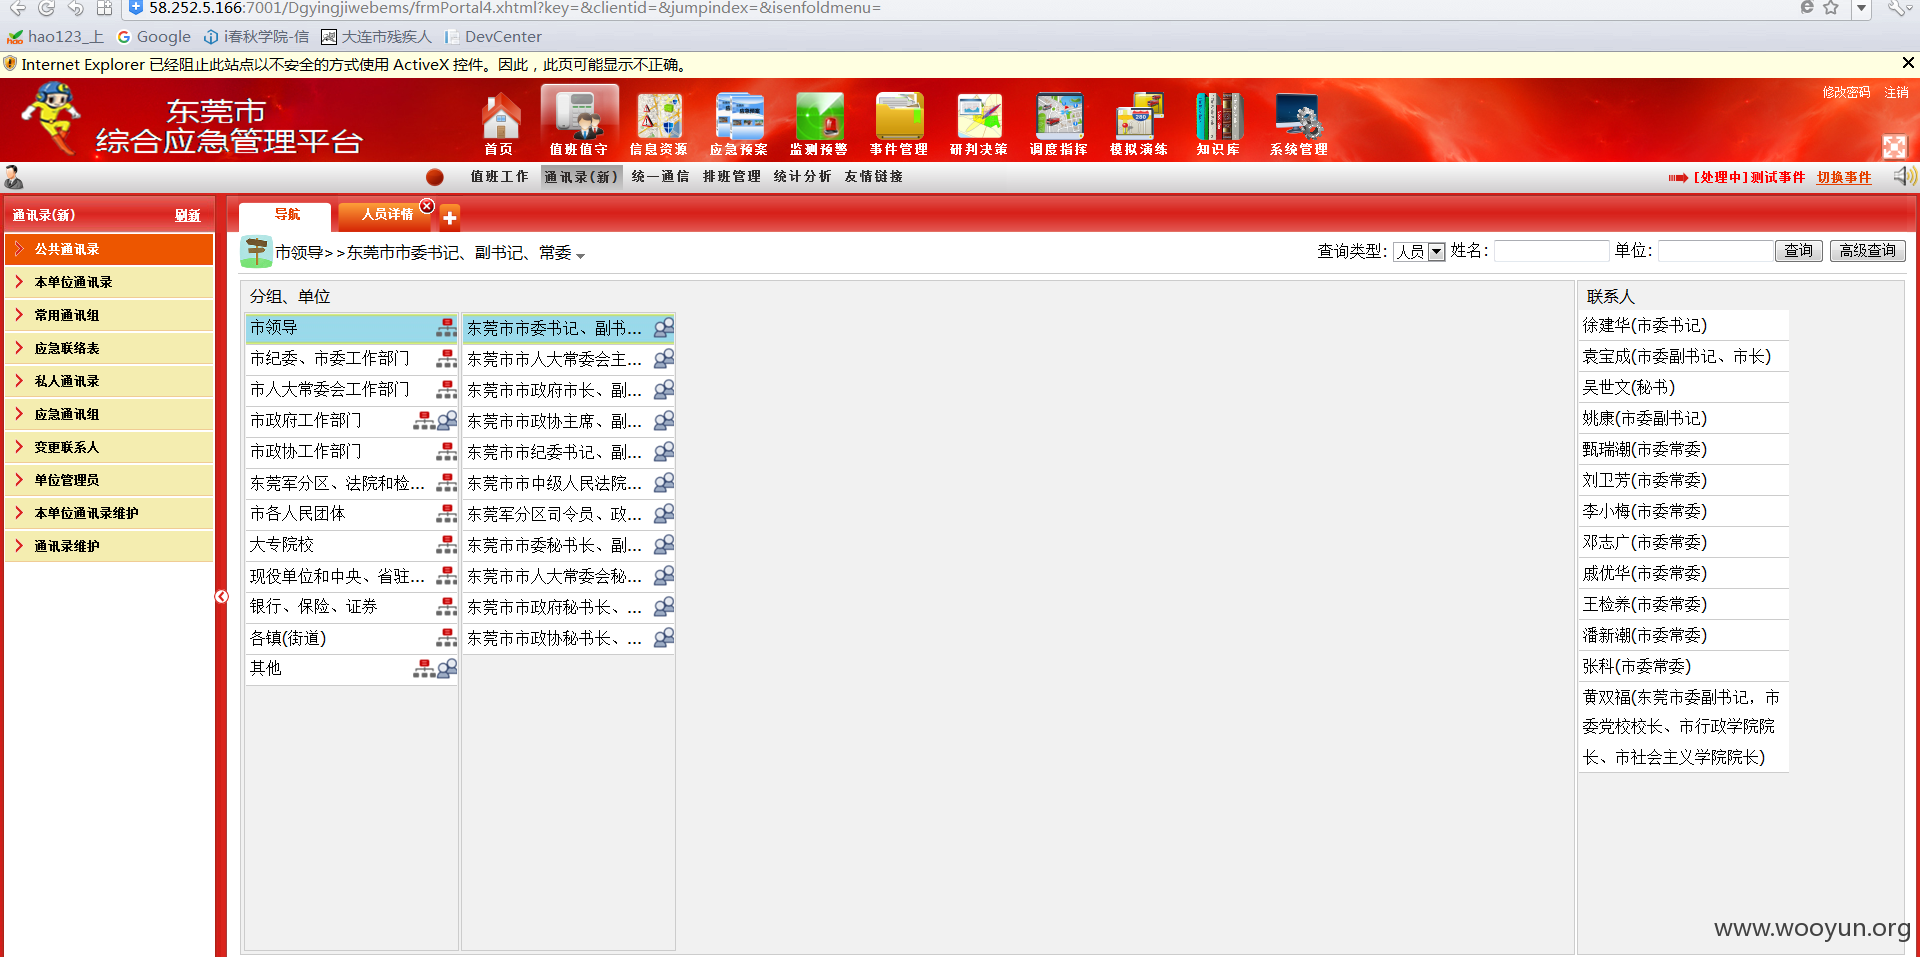 58.252.5.166:7001/Dgyingjiwebems/frmPortal4.xhtml?key=&clientid=&jumpindex=&isenfoldmenu=
hao123_上 Google i春秋学院-信 大连市残疾人 DevCenter
Internet Explorer 已经阻止此站点以不安全的方式使用 ActiveX 控件。因此，此页可能显示不正确。
修改密码 注销
东莞市
综合应急管理平台
首页 值班值守 信息资源 应急预案 监测预警 事件管理 研判决策 调度指挥 模拟演练 知识库 系统管理
值班工作 通讯录(新) 统一通信 排班管理 统计分析 友情链接
[处理中]测试事件 切换事件
通讯录(新) 刷新
公共通讯录
本单位通讯录
常用通讯组
应急联络表
私人通讯录
应急通讯组
变更联系人
单位管理员
本单位通讯录维护
通讯录维护
导航 人员详情
市领导>>东莞市市委书记、副书记、常委
查询类型: 人员 姓名: 单位: 查询 高级查询
分组、单位
市领导
市纪委、市委工作部门
市人大常委会工作部门
市政府工作部门
市政协工作部门
东莞军分区、法院和检...
市各人民团体
大专院校
现役单位和中央、省驻...
银行、保险、证券
各镇(街道)
其他
东莞市市委书记、副书...
东莞市市人大常委会主...
东莞市市政府市长、副...
东莞市市政协主席、副...
东莞市市纪委书记、副...
东莞市市中级人民法院...
东莞军分区司令员、政...
东莞市市委秘书长、副...
东莞市市人大常委会秘...
东莞市市政府秘书长、...
东莞市市政协秘书长、...
联系人
徐建华(市委书记)
袁宝成(市委副书记、市长)
吴世文(秘书)
姚康(市委副书记)
甄瑞潮(市委常委)
刘卫芳(市委常委)
李小梅(市委常委)
邓志广(市委常委)
戚优华(市委常委)
王检养(市委常委)
潘新潮(市委常委)
张科(市委常委)
黄双福(东莞市委副书记，市
委党校校长、市行政学院院
长、市社会主义学院院长)
www.wooyun.org